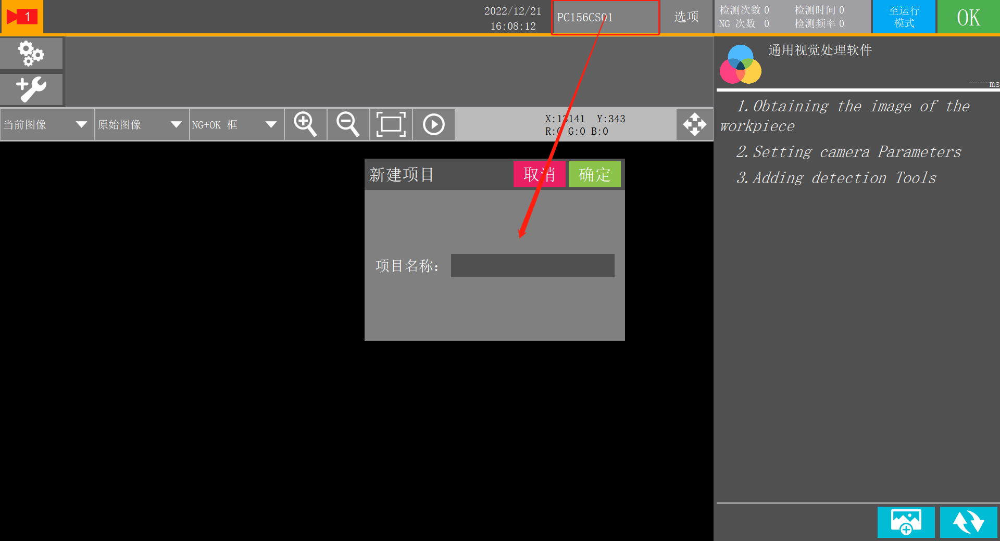 1
2022/12/21
16:08:12
PC156CS01
选项
检测次数 0
NG 次数 0
检测时间 0
检测频率 0
至运行
模式
OK
通用视觉处理软件
----ms
当前图像
原始图像
NG+OK 框
X:13141 Y:343
R:0 G:0 B:0
1.Obtaining the image of the
workpiece
2.Setting camera Parameters
3.Adding detection Tools
新建项目
取消
确定
项目名称：